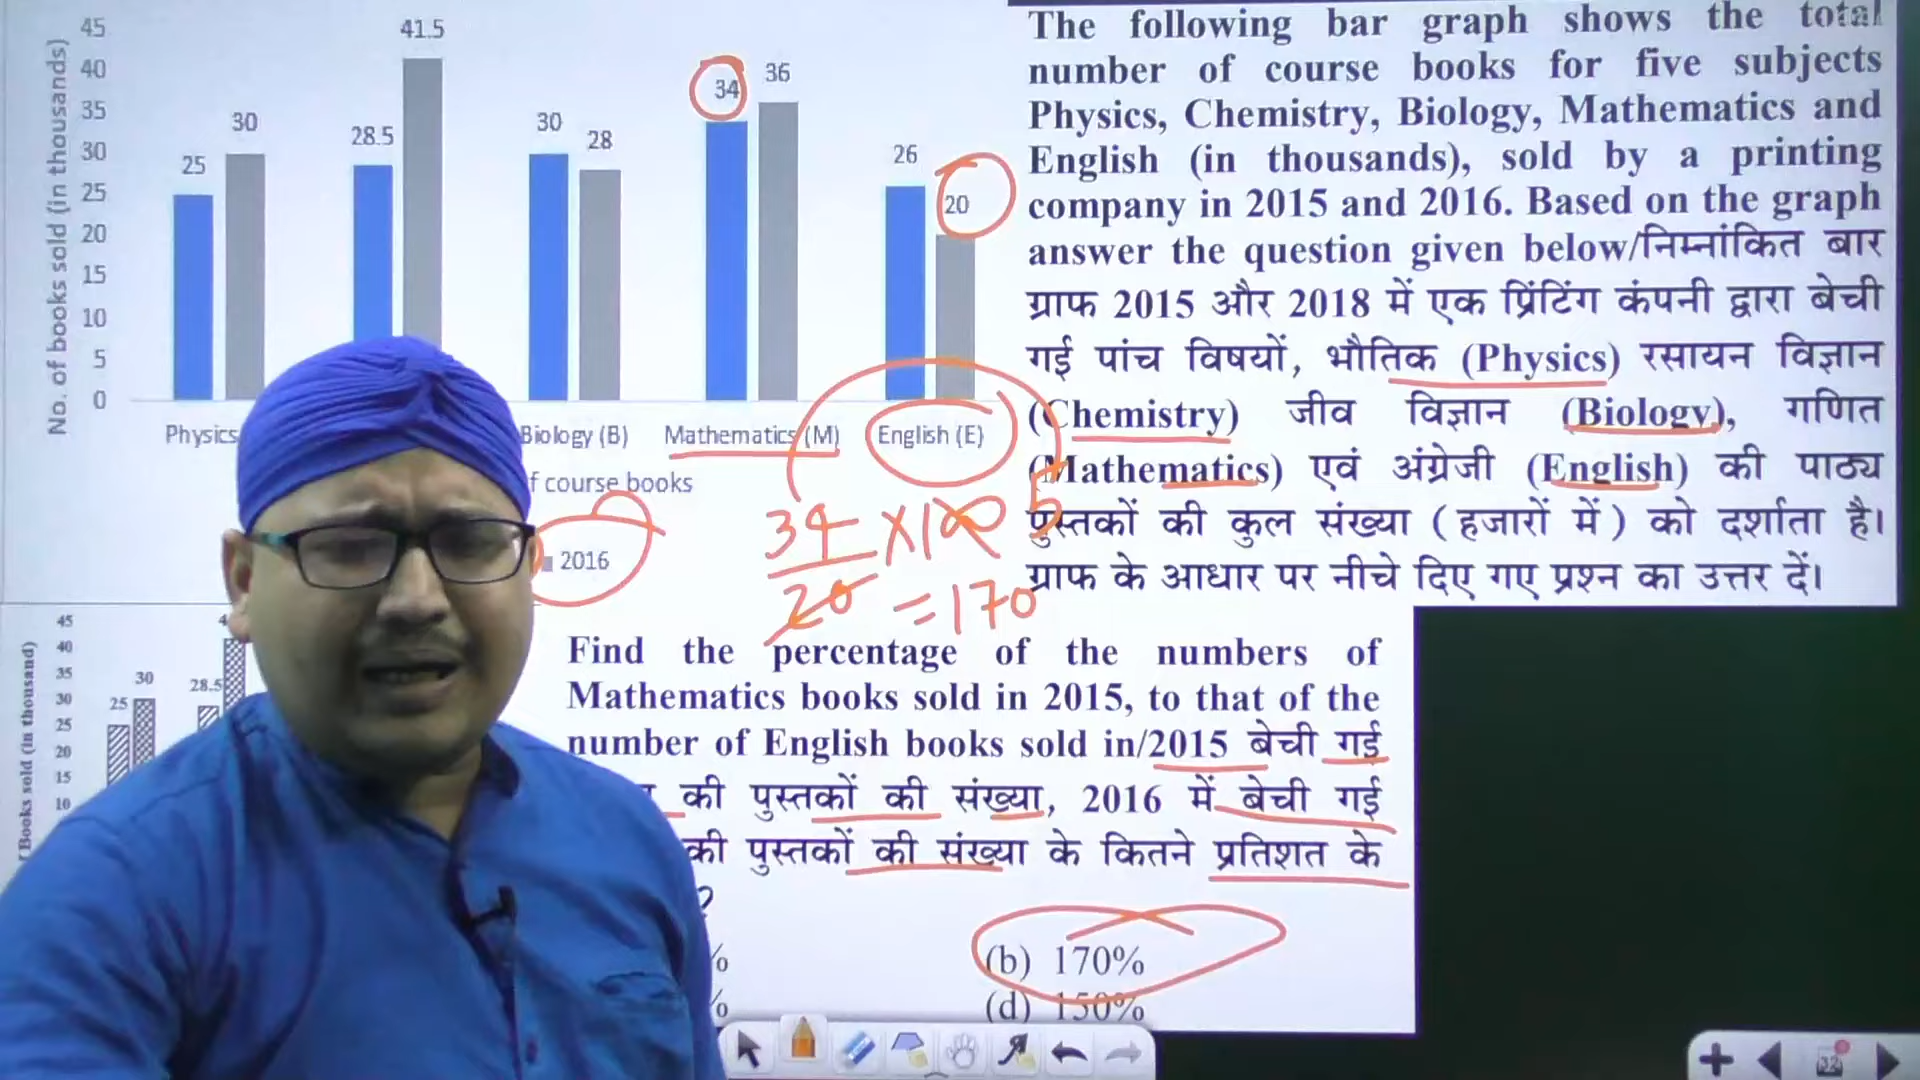 45
40
35
30
25
20
15
10
5
0
No. of books sold (in thousands)
25
30
28.5
41.5
30
28
34
36
26
20
Physics
Biology (B)
Mathematics (M)
English (E)
f course books
2016
34 ×100 5
20
=170
The following bar graph shows the total
number of course books for five subjects
Physics, Chemistry, Biology, Mathematics and
English (in thousands), sold by a printing
company in 2015 and 2016. Based on the graph
answer the question given below/निम्नांकित बार
ग्राफ 2015 और 2018 में एक प्रिंटिंग कंपनी द्वारा बेची
गई पांच विषयों, भौतिक (Physics) रसायन विज्ञान
(Chemistry) जीव विज्ञान (Biology), गणित
(Mathematics) एवं अंग्रेजी (English) की पाठ्य
पुस्तकों की कुल संख्या (हजारों में) को दर्शाता है।
ग्राफ के आधार पर नीचे दिए गए प्रश्न का उत्तर दें।
45
40
35
30
25
20
15
10
[Books sold (in thousand)
25
30
28.5
4
Find the percentage of the numbers of
Mathematics books sold in 2015, to that of the
number of English books sold in/2015 बेची गई
की पुस्तकों की संख्या, 2016 में बेची गई
की पुस्तकों की संख्या के कितने प्रतिशत के
?
%
(b) 170%
%
(d) 150%
32